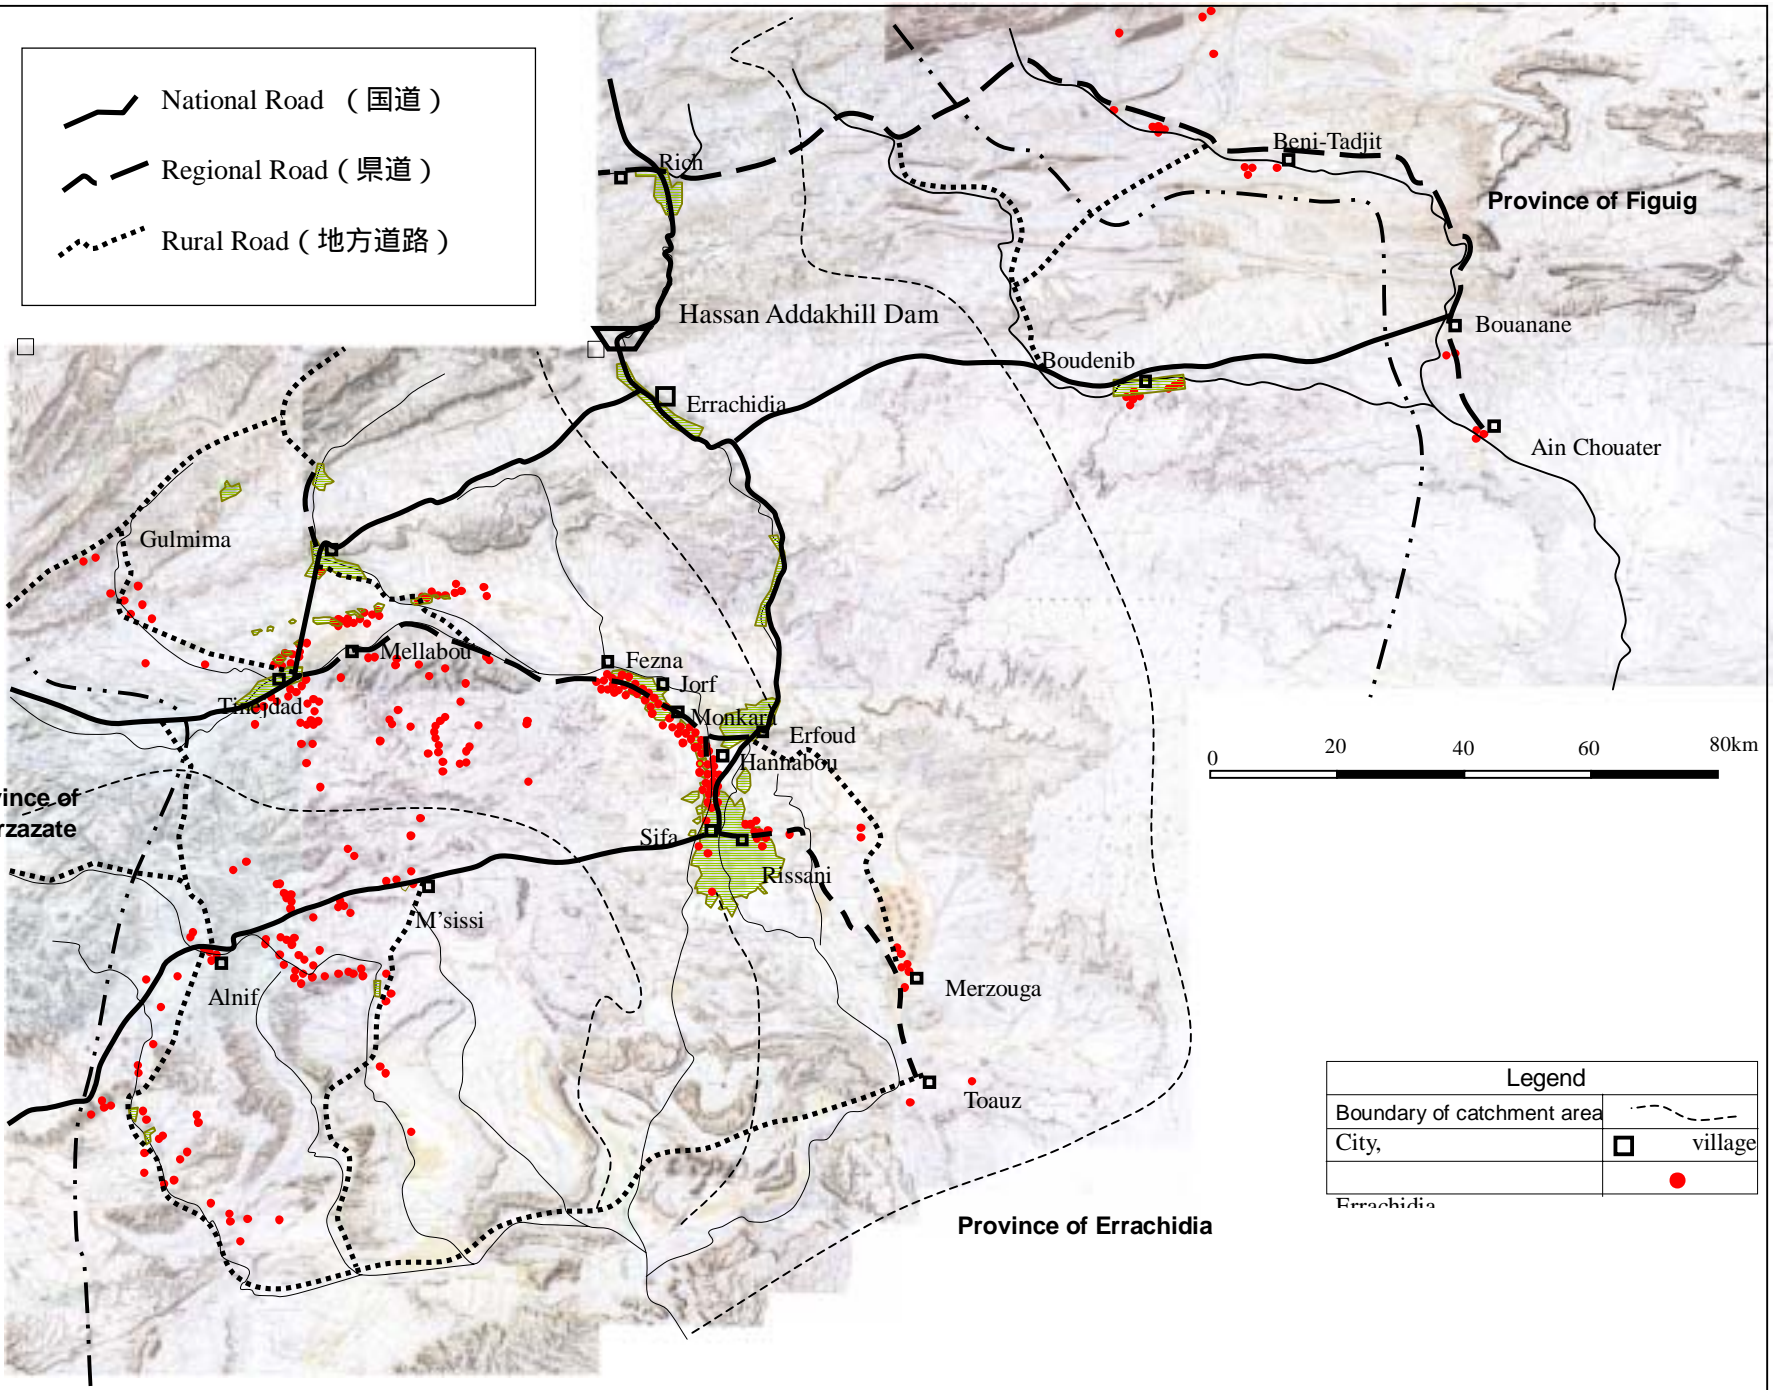 National Road （国道）
Regional Road（県道）
Rural Road（地方道路）
Rich
Beni-Tadjit
Province of Figuig
Hassan Addakhill Dam
Bouanane
Boudenib
Errachidia
Ain Chouater
Gulmima
Mellabou
Fezna
Jorf
Tinejdad
Monkara
Erfoud
Hannabou
0 20 40 60 80km
vince of
rzazate
Sifa
Rissani
M'sissi
Alnif
Merzouga
Toauz
Province of Errachidia
Legend
Boundary of catchment area
City, village
Errachidia